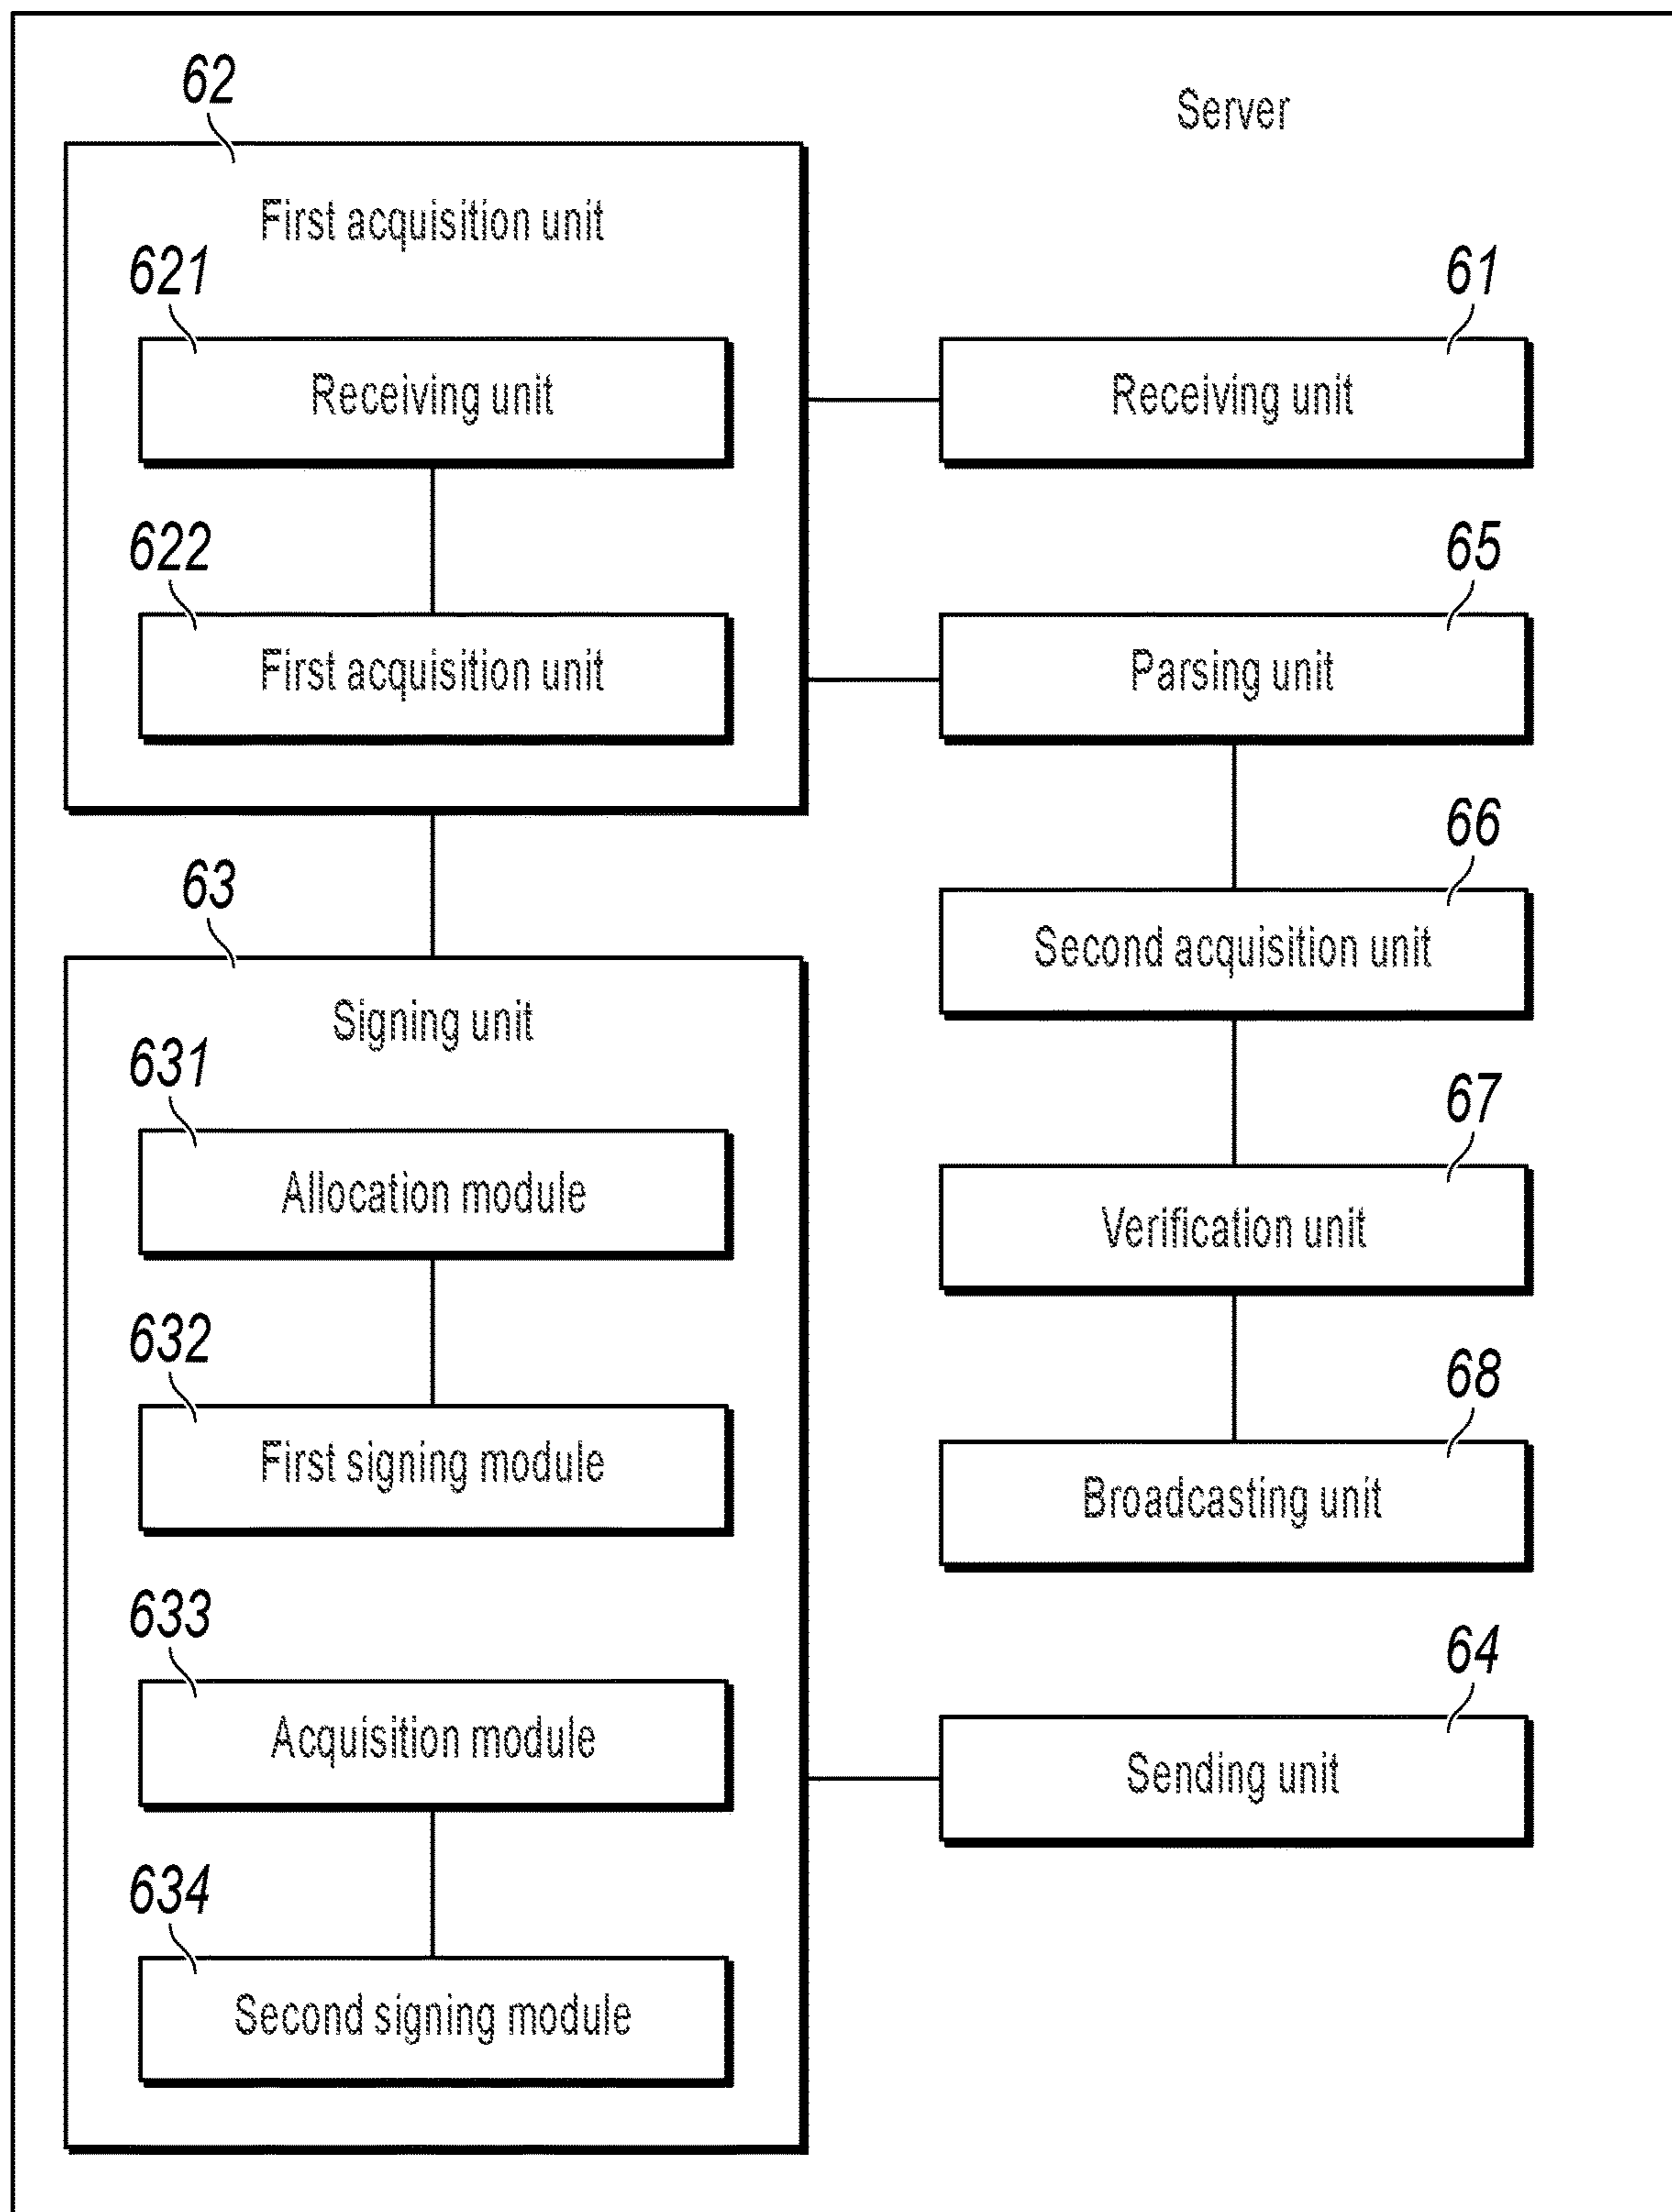 Server
62
First acquisition unit
621
Receiving unit
622
First acquisition unit
61
Receiving unit
65
Parsing unit
66
Second acquisition unit
67
Verification unit
68
Broadcasting unit
63
Signing unit
631
Allocation module
632
First signing module
633
Acquisition module
634
Second signing module
64
Sending unit